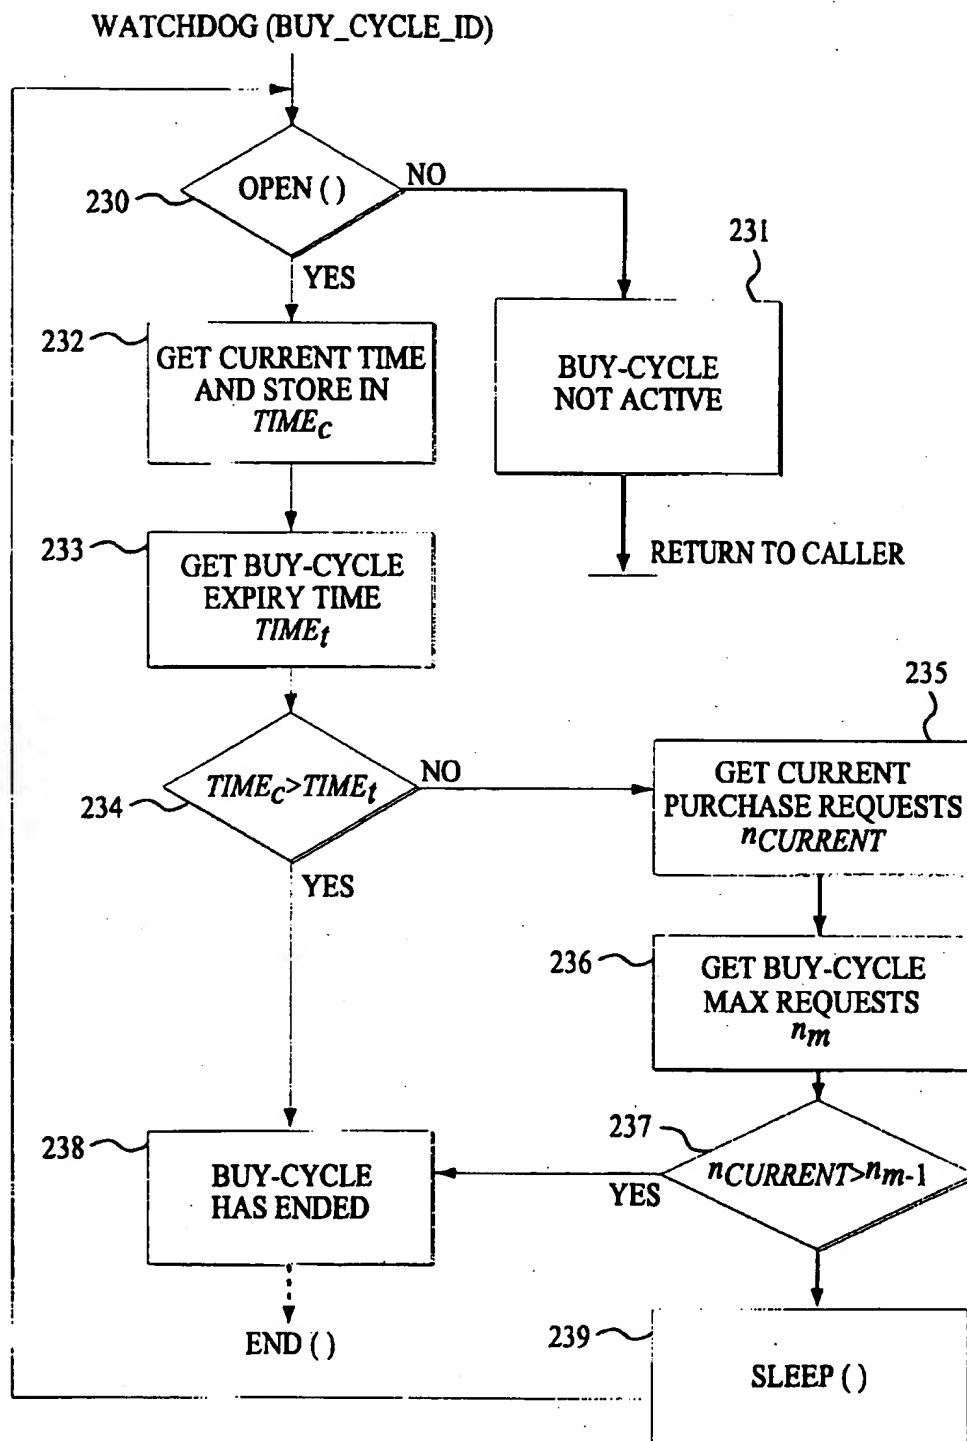 WATCHDOG (BUY_CYCLE_ID)
OPEN ( )
NO
230
YES
231
232
GET CURRENT TIME
AND STORE IN
TIMEc
BUY-CYCLE
NOT ACTIVE
233
GET BUY-CYCLE
EXPIRY TIME
TIMEt
RETURN TO CALLER
235
234
TIMEc>TIMEt
NO
YES
GET CURRENT
PURCHASE REQUESTS
nCURRENT
236
GET BUY-CYCLE
MAX REQUESTS
nm
237
nCURRENT>nm-1
YES
238
BUY-CYCLE
HAS ENDED
END ( )
239
SLEEP ( )